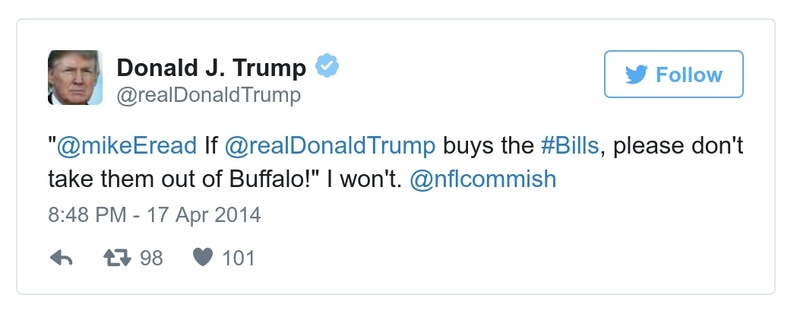 Donald J. Trump
Follow
@realDonaldTrump
"@mikeEread If @realDonaldTrump buys the #Bills, please don't
take them out of Buffalo!" I won't. @nflcommish
8:48 PM - 17 Apr 2014
98 101